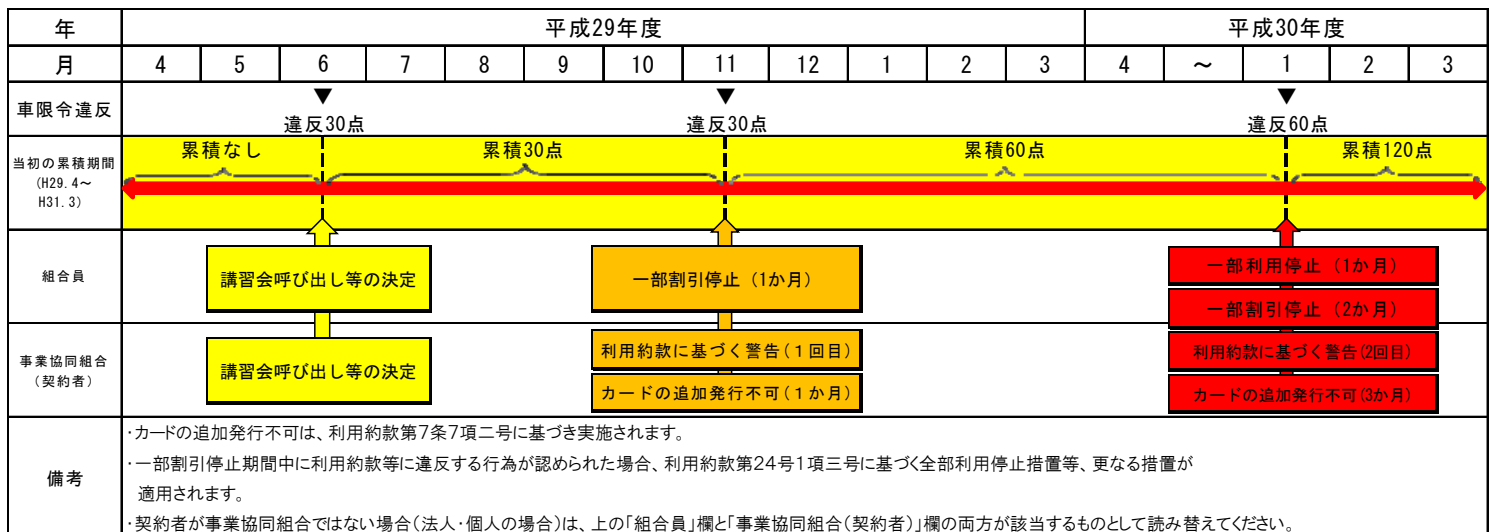 年 平成29年度 平成30年度
月 4 5 6 7 8 9 10 11 12 1 2 3 4 ～ 1 2 3
車限令違反 ▼ ▼ ▼
違反30点 違反30点 違反60点
当初の累積期間
(H29.4～
H31.3)
累積なし 累積30点 累積60点 累積120点
組合員
講習会呼び出し等の決定
一部割引停止（1か月）
一部利用停止（1か月）
一部割引停止（2か月）
事業協同組合
（契約者）
講習会呼び出し等の決定
利用約款に基づく警告(１回目)
カードの追加発行不可(１か月)
利用約款に基づく警告(2回目)
カードの追加発行不可(3か月)
備考
・カードの追加発行不可は、利用約款第7条7項二号に基づき実施されます。
・一部割引停止期間中に利用約款等に違反する行為が認められた場合、利用約款第24号1項三号に基づく全部利用停止措置等、更なる措置が
適用されます。
・契約者が事業協同組合ではない場合(法人・個人の場合)は、上の「組合員」欄と「事業協同組合(契約者)」欄の両方が該当するものとして読み替えてください。